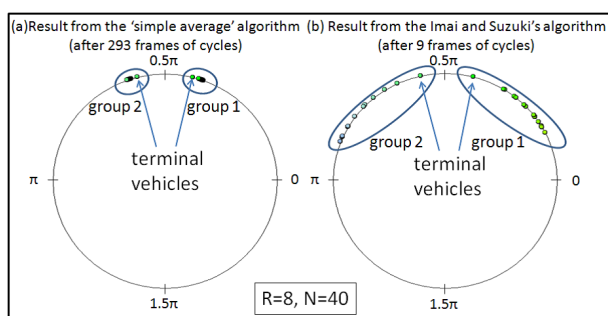 (a)Result from the 'simple average' algorithm
(after 293 frames of cycles)
0.5π
group 2
group 1
terminal
vehicles
π
0
1.5π
(b) Result from the Imai and Suzuki's algorithm
(after 9 frames of cycles)
0.5π
group 2
group 1
terminal
vehicles
π
0
1.5π
R=8, N=40